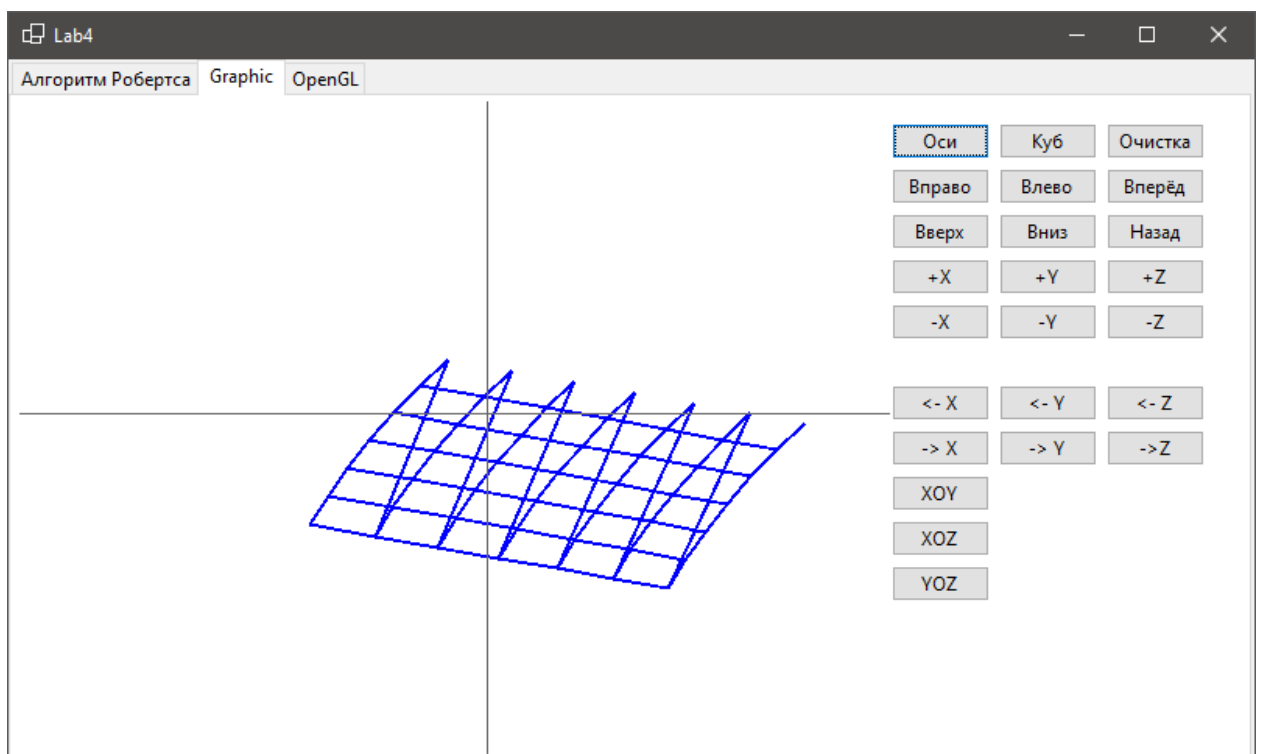 Lab4
Алгоритм Робертса Graphic OpenGL
Оси Куб Очистка
Вправо Влево Вперёд
Вверх Вниз Назад
+X +Y +Z
-X -Y -Z
<- X <- Y <- Z
-> X -> Y ->Z
XOY
XOZ
YOZ